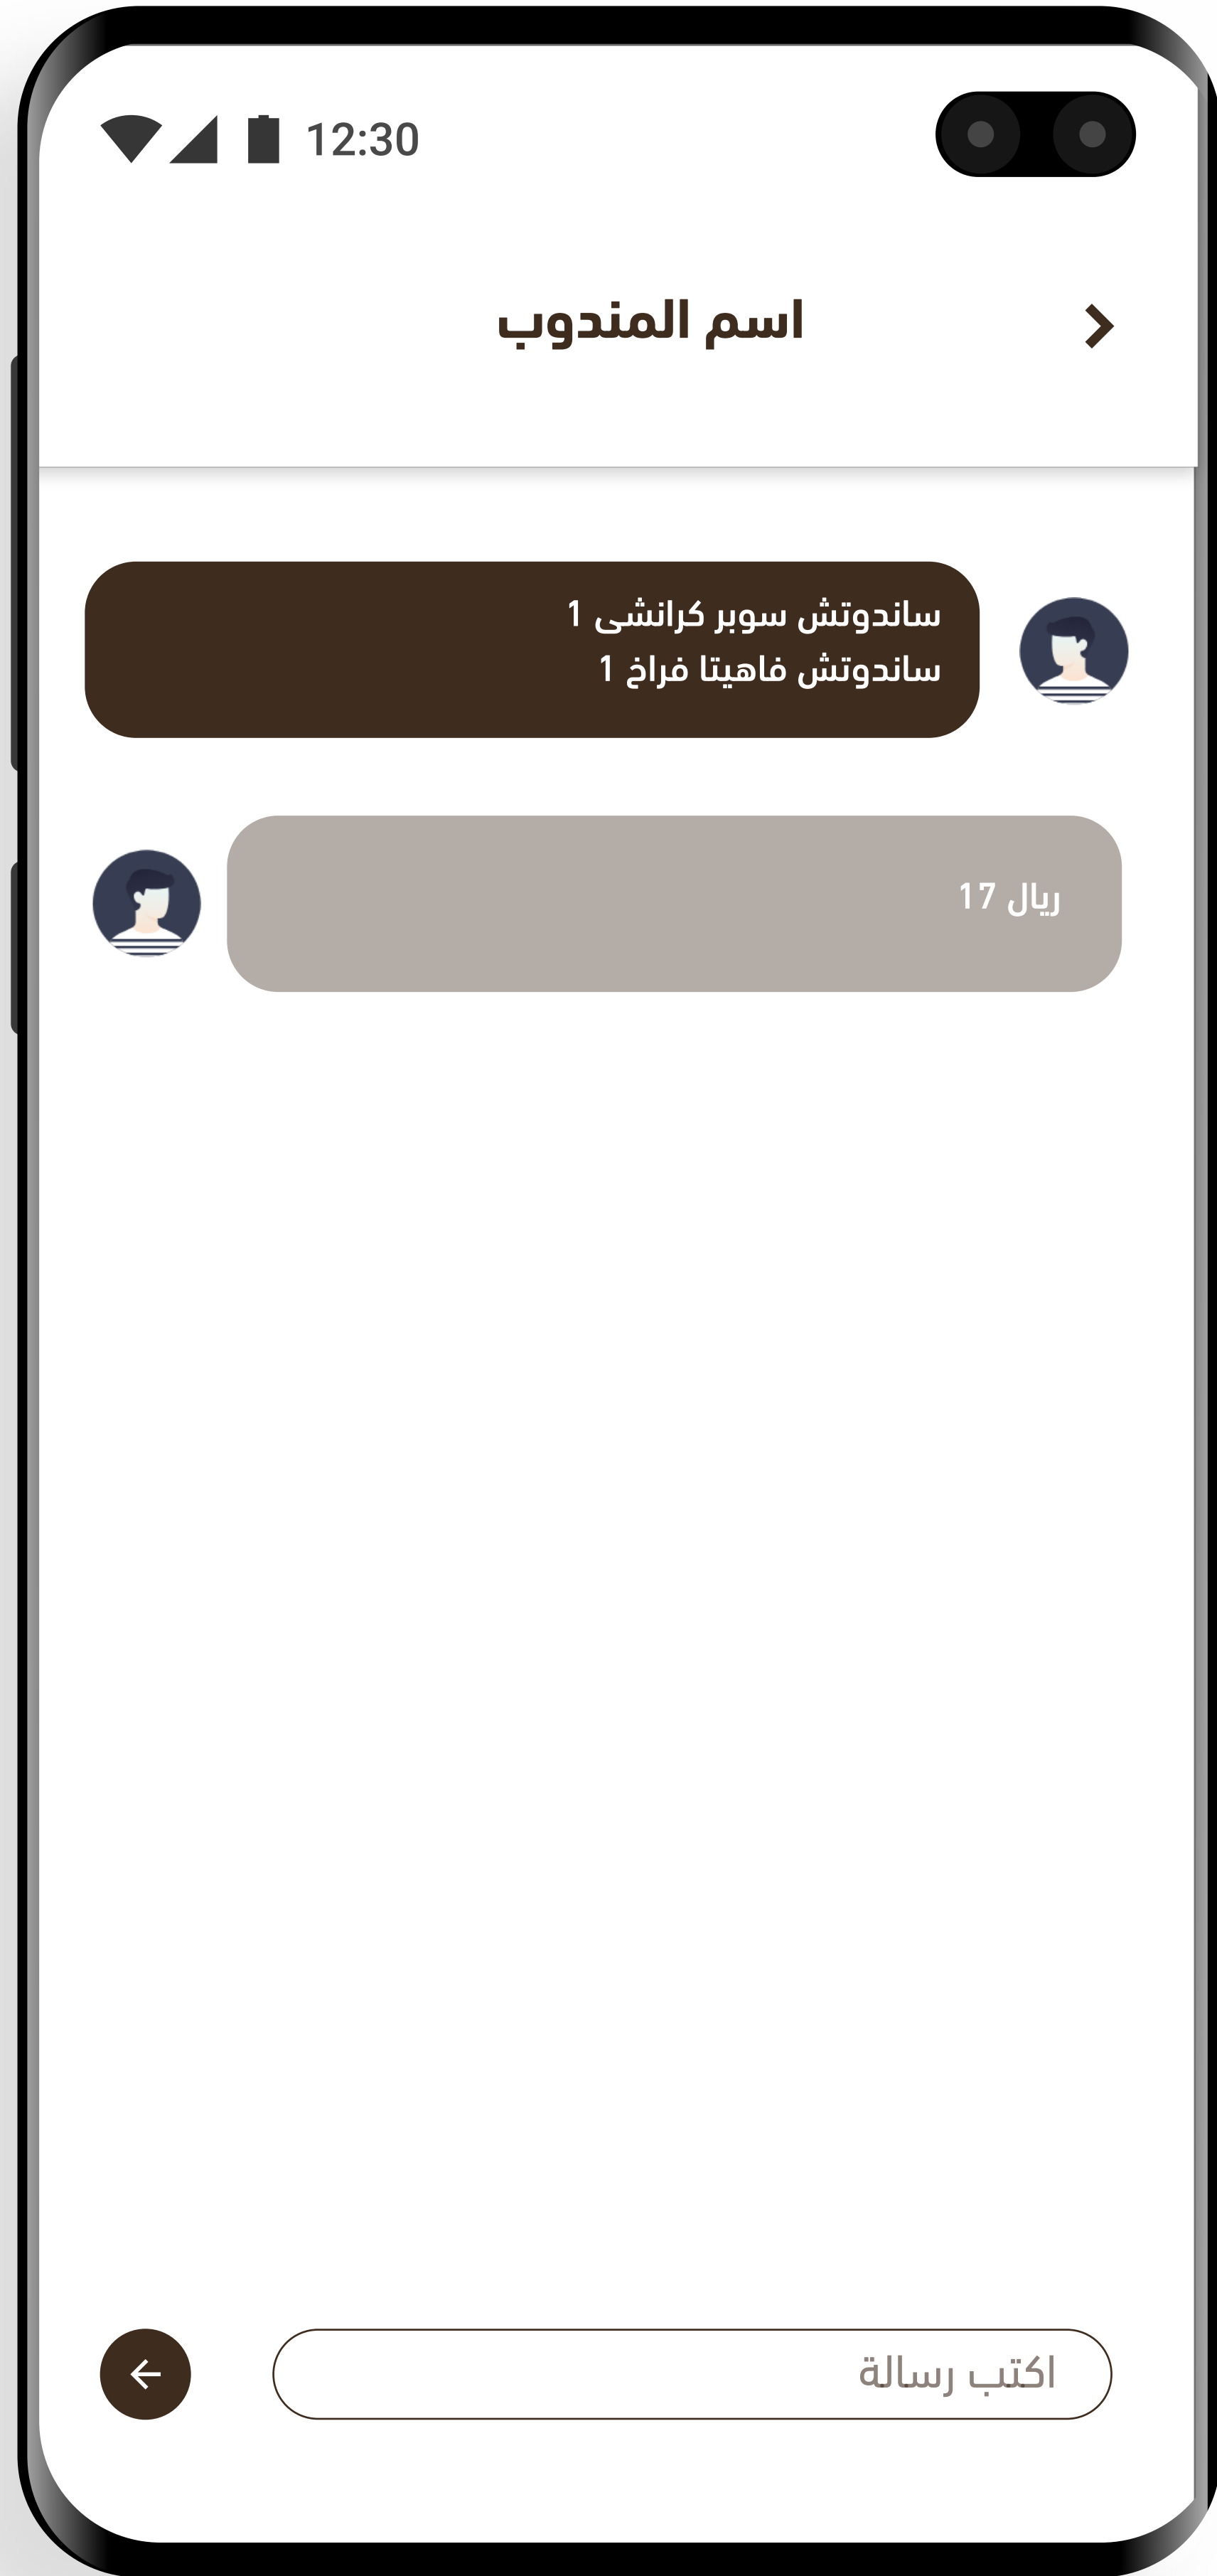 12:30
اسم المندوب
ساندوتش سوبر كرانشى 1
ساندوتش فاهيتا فراخ 1
ريال 17
اكتب رسالة